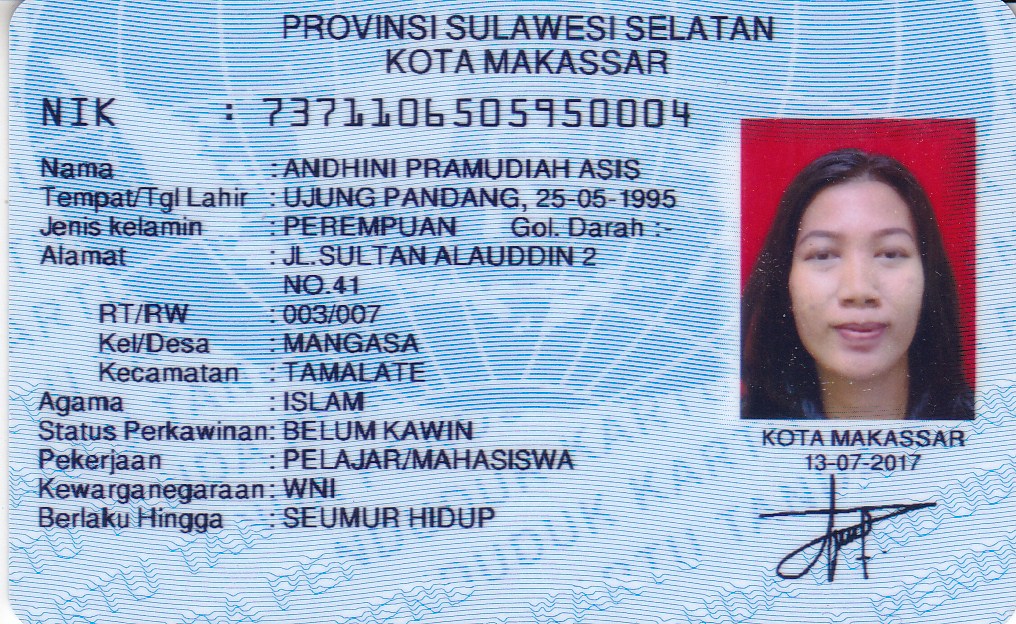 PROVINSI SULAWESI SELATAN
KOTA MAKASSAR
NIK : 7371106505950004
Nama : ANDHINI PRAMUDIAH ASIS
Tempat/Tgl Lahir : UJUNG PANDANG, 25-05-1995
Jenis kelamin : PEREMPUAN Gol. Darah :-
Alamat : JL.SULTAN ALAUDDIN 2
NO.41
RT/RW : 003/007
Kel/Desa : MANGASA
Kecamatan : TAMALATE
Agama : ISLAM
Status Perkawinan: BELUM KAWIN
Pekerjaan : PELAJAR/MAHASISWA
Kewarganegaraan: WNI
Berlaku Hingga : SEUMUR HIDUP
KOTA MAKASSAR
13-07-2017